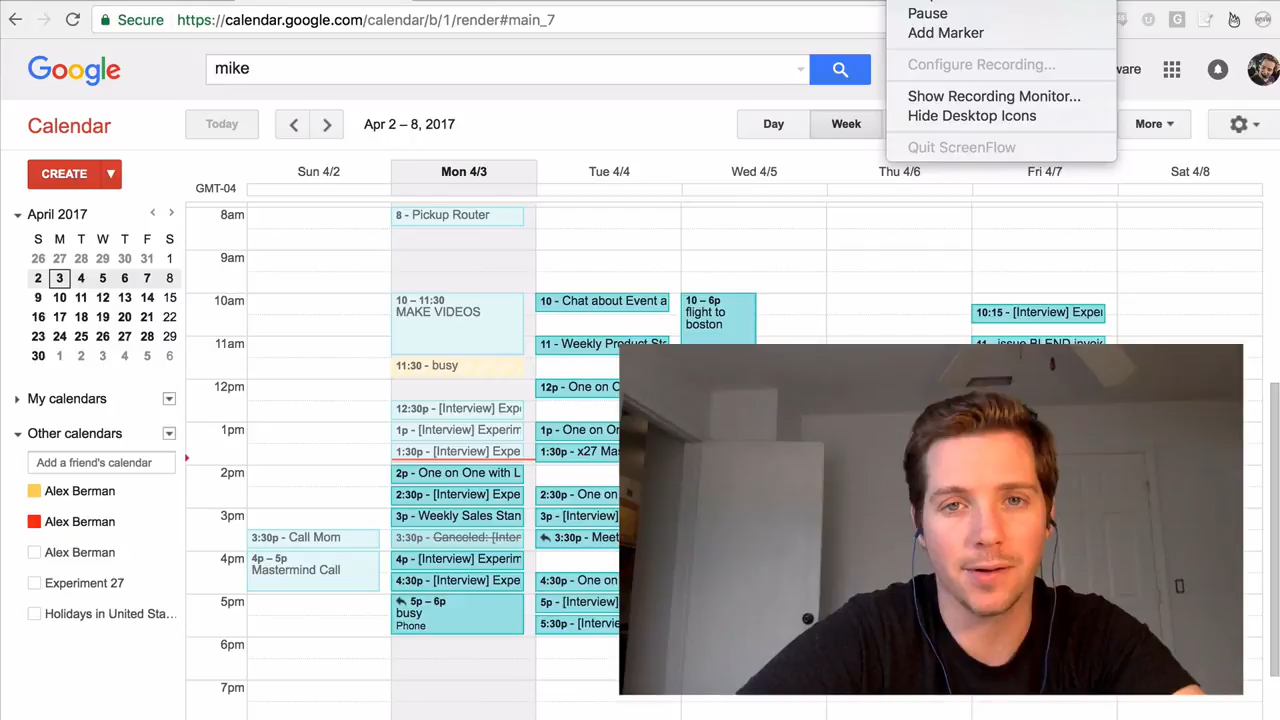 Pause
Secure https://calendar.google.com/calendar/b/1/render#main_7
Add Marker
Configure Recording...
Google
mike
ware
Show Recording Monitor...
Hide Desktop Icons
Quit ScreenFlow
Calendar
Today
Apr 2 – 8, 2017
Day
Week
More
CREATE
Sun 4/2
Mon 4/3
Tue 4/4
Wed 4/5
Thu 4/6
Fri 4/7
Sat 4/8
GMT-04
April 2017
S M T W T F S
26 27 28 29 30 31 1
2 3 4 5 6 7 8
9 10 11 12 13 14 15
16 17 18 19 20 21 22
23 24 25 26 27 28 29
30 1 2 3 4 5 6
My calendars
Other calendars
Add a friend's calendar
Alex Berman
Alex Berman
Alex Berman
Experiment 27
Holidays in United Sta...
8am
9am
10am
11am
12pm
1pm
2pm
3pm
4pm
5pm
6pm
7pm
3:30p - Call Mom
4p – 5p
Mastermind Call
8 - Pickup Router
10 – 11:30
MAKE VIDEOS
11:30 - busy
12:30p - [Interview] Exp
1p - [Interview] Experim
1:30p - [Interview] Expe
2p - One on One with L
2:30p - [Interview] Expe
3p - Weekly Sales Stan
3:30p - Canceled: [Inter
4p - [Interview] Experim
4:30p - [Interview] Expe
5p – 6p
busy
Phone
10 - Chat about Event a
11 - Weekly Product St
12p - One on O
1p - One on On
1:30p - x27 Ma
2:30p - One on
3p - [Interview]
3:30p - Meet
4:30p - One on
5p - [Interview]
5:30p - [Intervie
10 – 6p
flight to
boston
10:15 - [Interview] Exper
11 - issue BLEND invoic